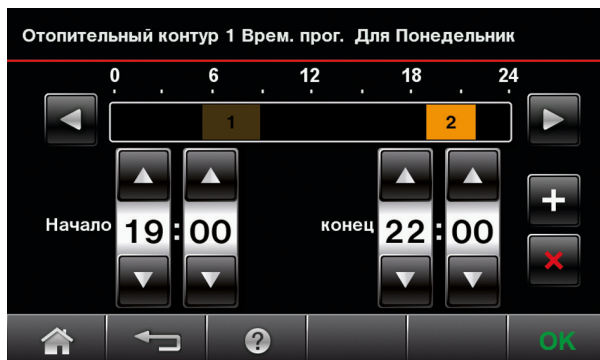 Отопительный контур 1 Врем. прог. Для Понедельник
0 6 12 18 24
1 2
Начало 19:00 конец 22:00
? OK